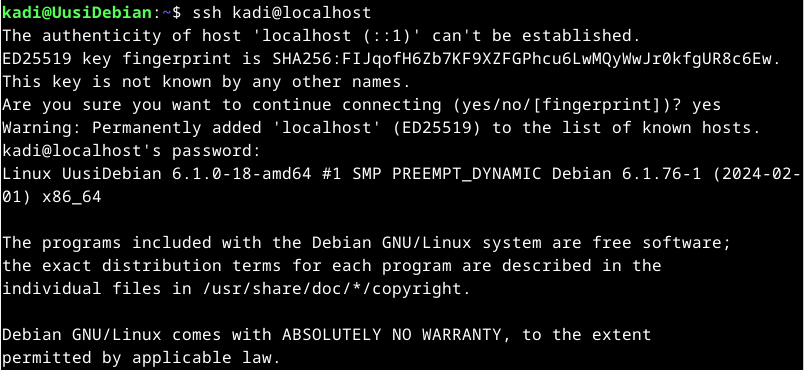 kadi@UusiDebian:~$ ssh kadi@localhost
The authenticity of host 'localhost (::1)' can't be established.
ED25519 key fingerprint is SHA256:FIJqofH6Zb7KF9XZFGPhcu6LwMQyWwJr0kfgUR8c6Ew.
This key is not known by any other names.
Are you sure you want to continue connecting (yes/no/[fingerprint])? yes
Warning: Permanently added 'localhost' (ED25519) to the list of known hosts.
kadi@localhost's password:
Linux UusiDebian 6.1.0-18-amd64 #1 SMP PREEMPT_DYNAMIC Debian 6.1.76-1 (2024-02-
01) x86_64

The programs included with the Debian GNU/Linux system are free software;
the exact distribution terms for each program are described in the
individual files in /usr/share/doc/*/copyright.

Debian GNU/Linux comes with ABSOLUTELY NO WARRANTY, to the extent
permitted by applicable law.